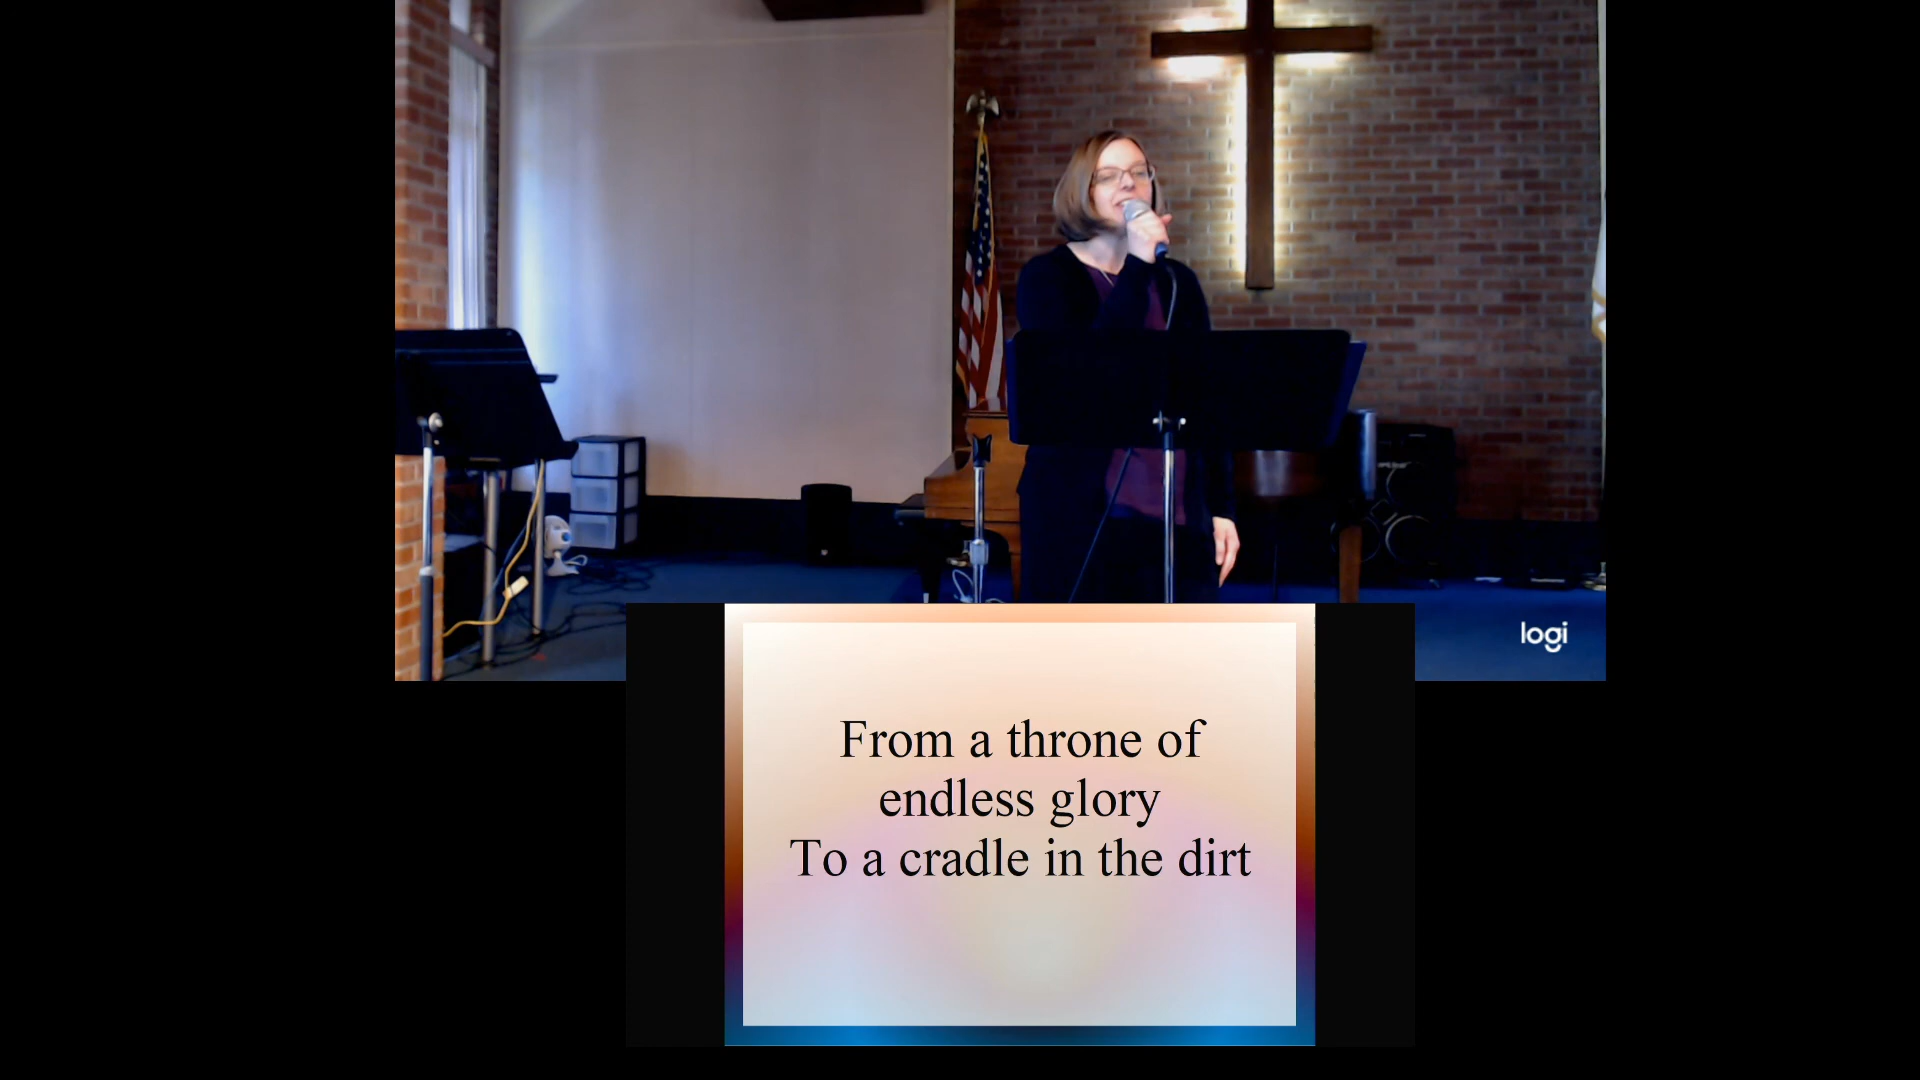 logi
From a throne of
endless glory
To a cradle in the dirt